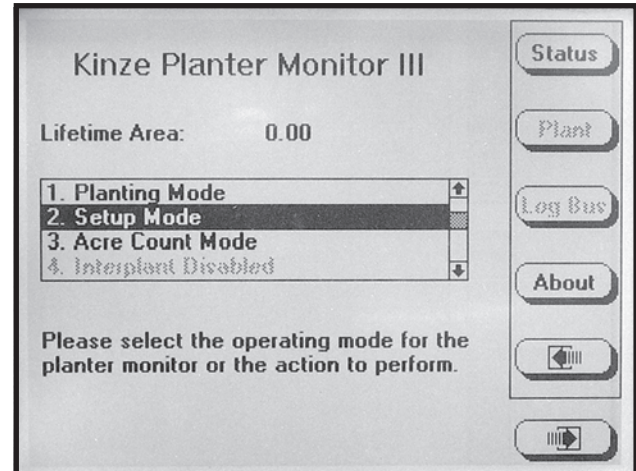 Kinze Planter Monitor III
Lifetime Area: 0.00
1. Planting Mode
2. Setup Mode
3. Acre Count Mode
4. Interplant Disabled
Please select the operating mode for the
planter monitor or the action to perform.
Status
Plant
Log Bus
About